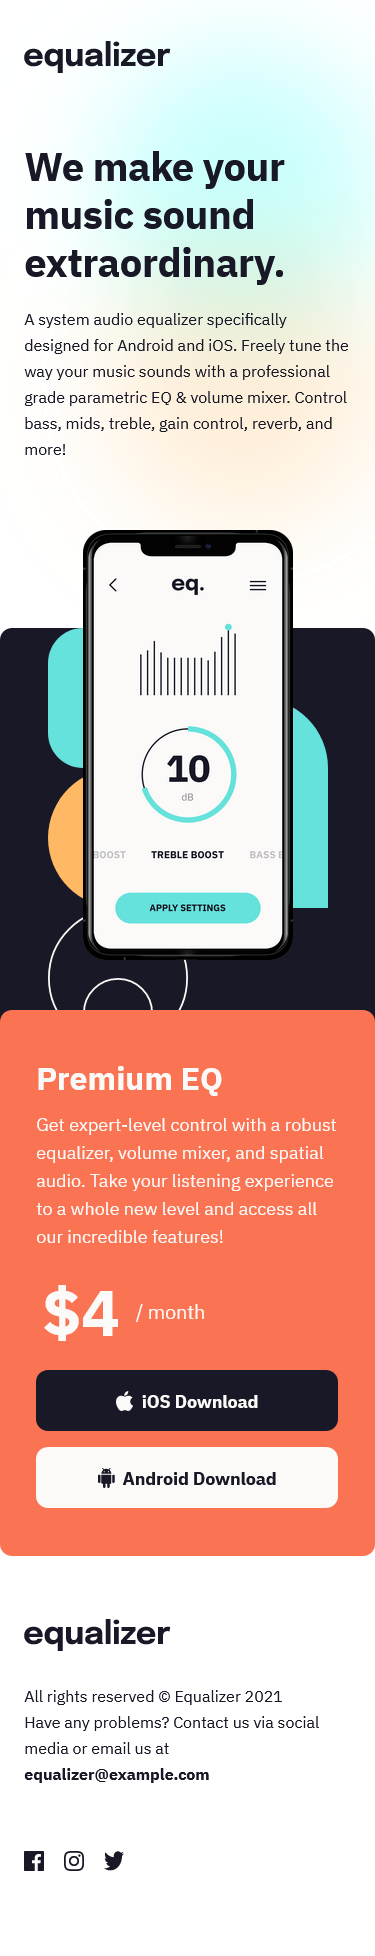 equalizer
We make your
music sound
extraordinary.
A system audio equalizer specifically
designed for Android and iOS. Freely tune the
way your music sounds with a professional
grade parametric EQ & volume mixer. Control
bass, mids, treble, gain control, reverb, and
more!
eq.
10
dB
BOOST TREBLE BOOST BASS
APPLY SETTINGS
Premium EQ
Get expert-level control with a robust
equalizer, volume mixer, and spatial
audio. Take your listening experience
to a whole new level and access all
our incredible features!
$4 / month
iOS Download
Android Download
equalizer
All rights reserved © Equalizer 2021
Have any problems? Contact us via social
media or email us at
equalizer@example.com